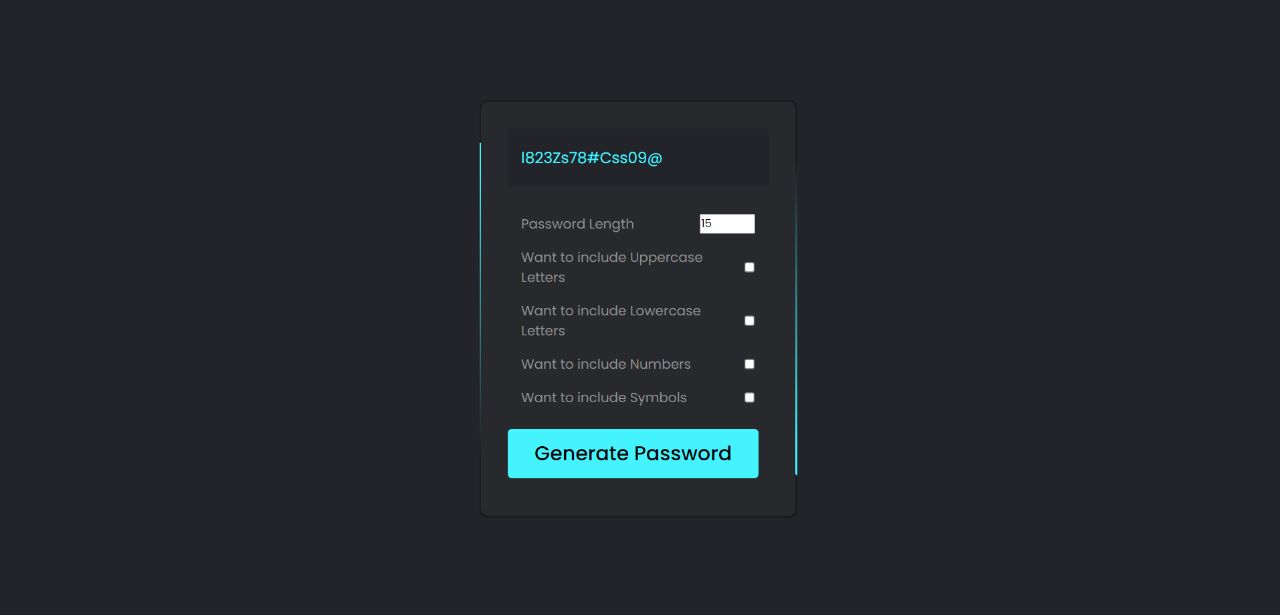 l823Zs78#Css09@
Password Length 15
Want to include Uppercase
Letters
Want to include Lowercase
Letters
Want to include Numbers
Want to include Symbols
Generate Password